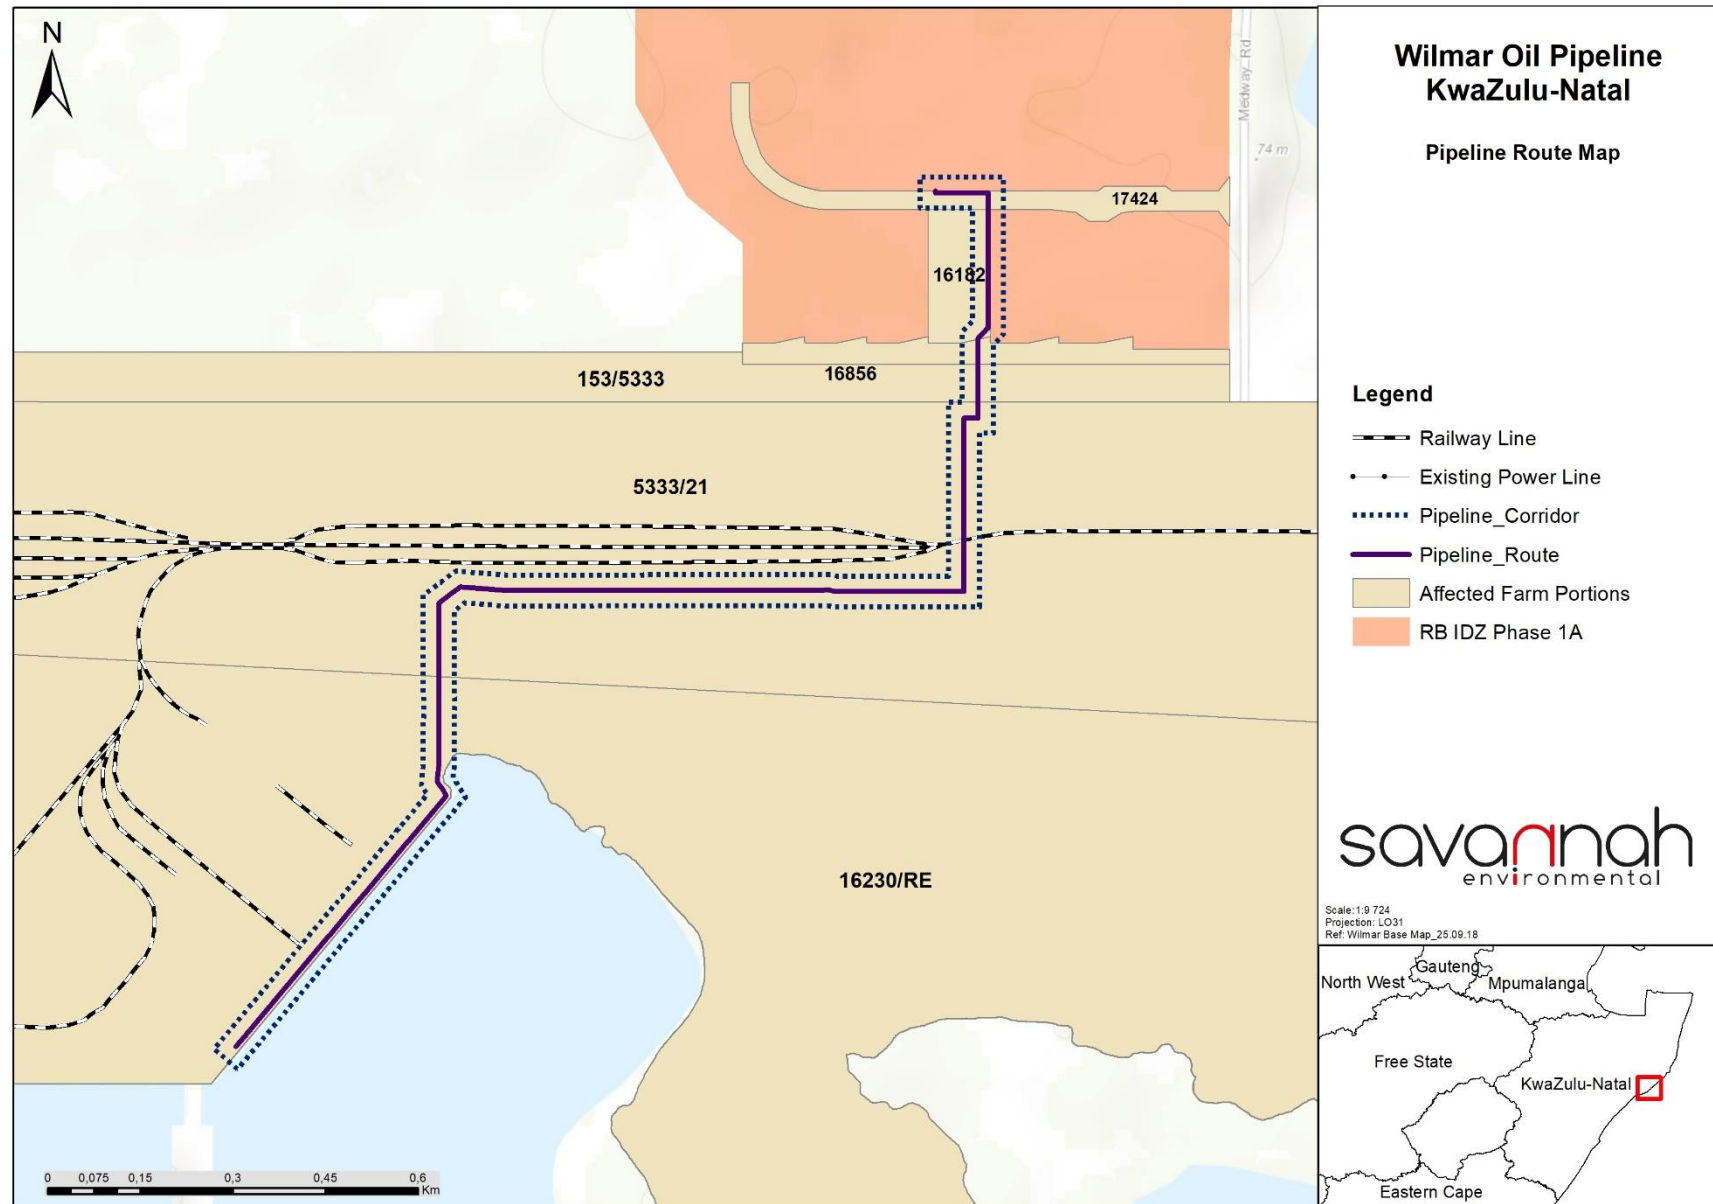 N
Medway_Rd
74 m
17424
16182
16856
153/5333
5333/21
16230/RE
0 0,075 0,15 0,3 0,45 0,6
Km
Wilmar Oil Pipeline
KwaZulu-Natal
Pipeline Route Map
Legend
Railway Line
Existing Power Line
Pipeline_Corridor
Pipeline_Route
Affected Farm Portions
RB IDZ Phase 1A
savannah
environmental
Scale:1:9 724
Projection: LO31
Ref: Wilmar Base Map_25.09.18
North West
Gauteng
Mpumalanga
Free State
KwaZulu-Natal
Eastern Cape